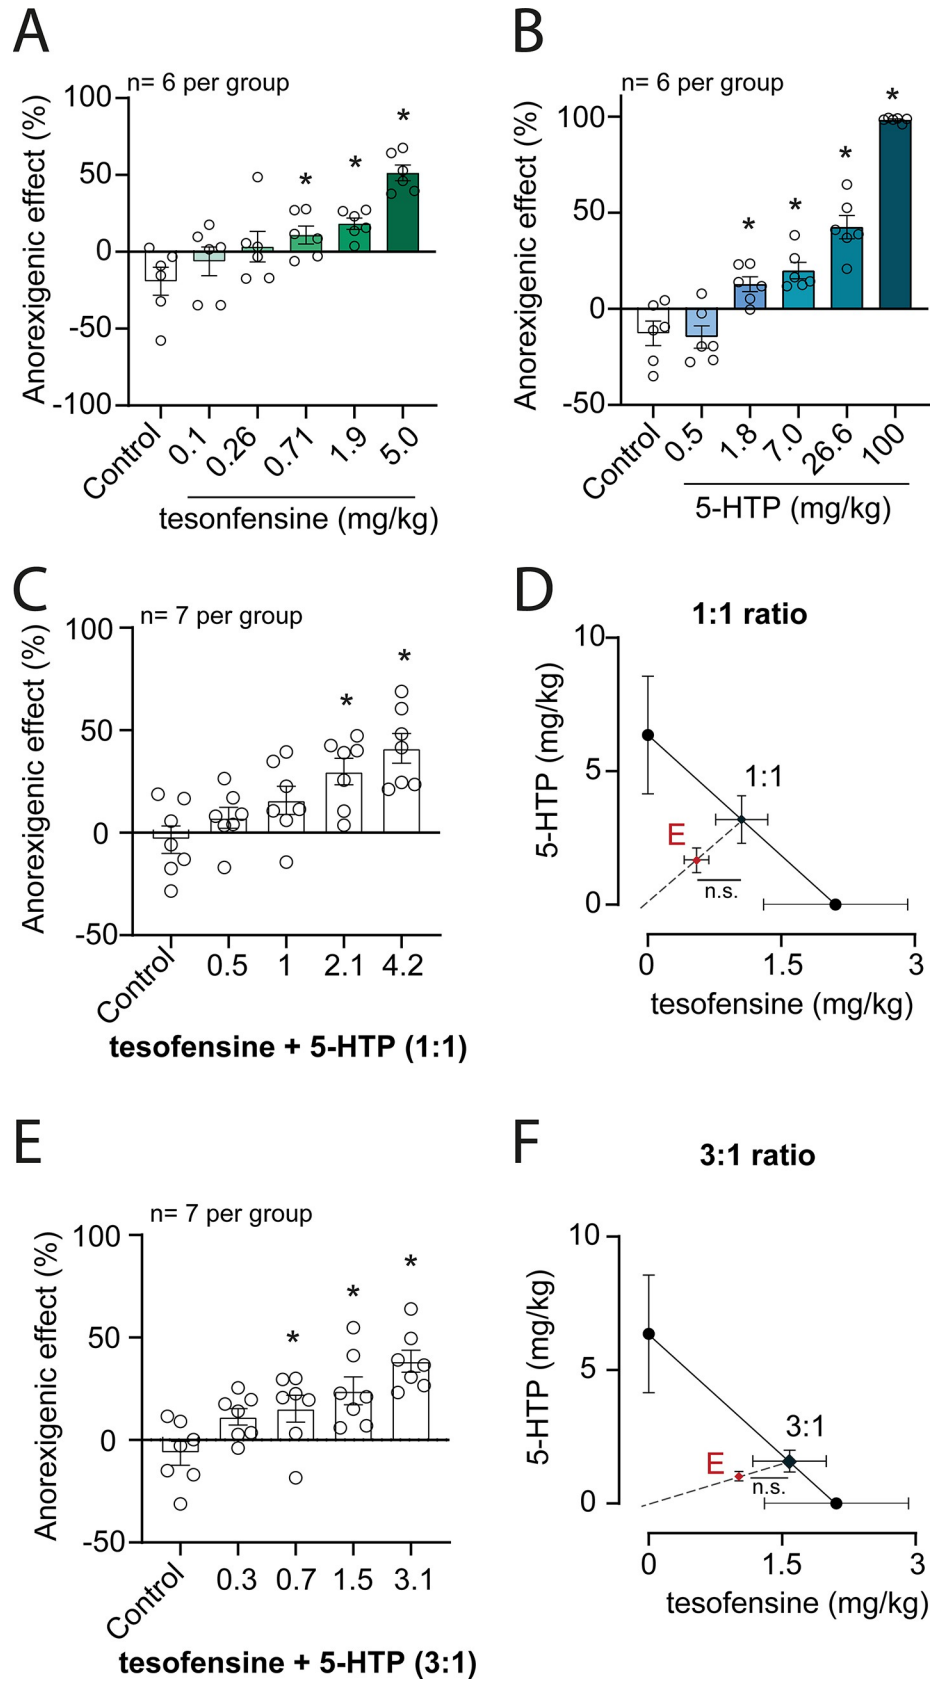 A
n= 6 per group
Anorexigenic effect (%)
100
50
0
-50
-100
*
*
*
Control
0.1
0.26
0.71
1.9
5.0
tesonfensine (mg/kg)
B
n= 6 per group
Anorexigenic effect (%)
100
50
0
-50
*
*
*
*
Control
0.5
1.8
7.0
26.6
100
5-HTP (mg/kg)
C
n= 7 per group
Anorexigenic effect (%)
100
50
0
-50
*
*
Control
0.5
1
2.1
4.2
tesofensine + 5-HTP (1:1)
D
1:1 ratio
5-HTP (mg/kg)
10
5
0
1:1
E
n.s.
0
1.5
3
tesofensine (mg/kg)
E
n= 7 per group
Anorexigenic effect (%)
100
50
0
-50
*
*
*
Control
0.3
0.7
1.5
3.1
tesofensine + 5-HTP (3:1)
F
3:1 ratio
5-HTP (mg/kg)
10
5
0
3:1
E
n.s.
0
1.5
3
tesofensine (mg/kg)